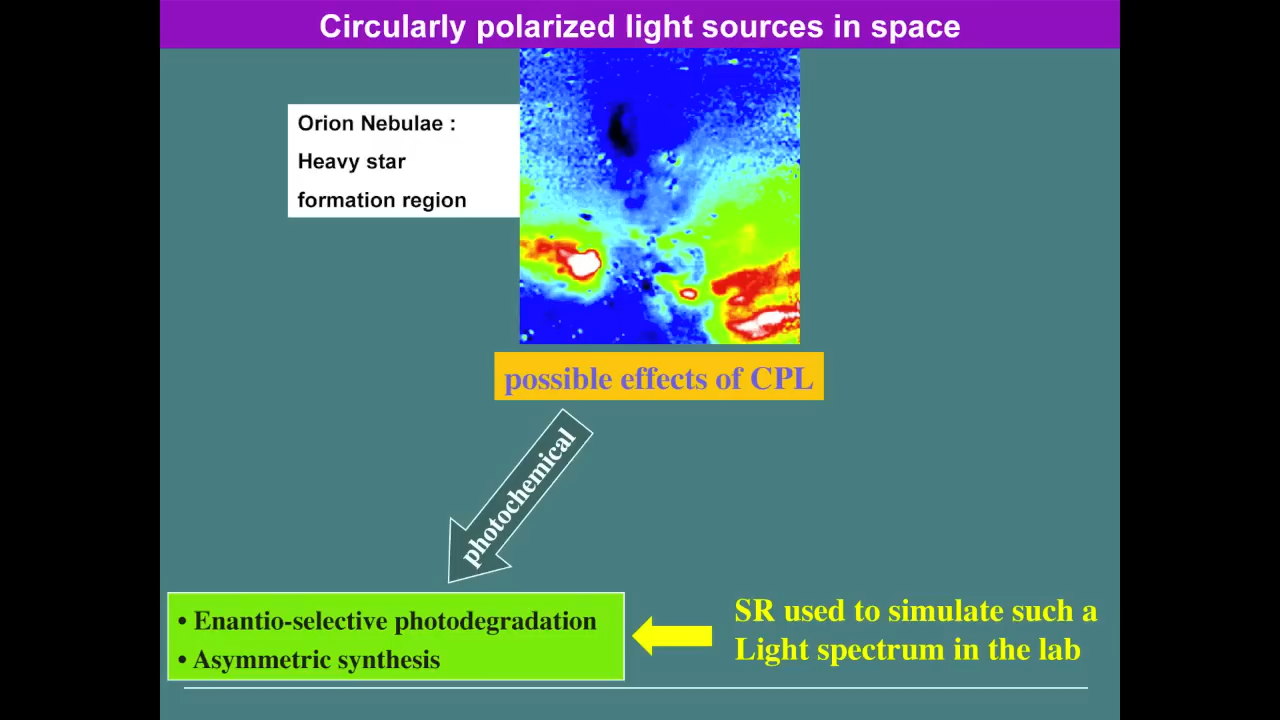 Circularly polarized light sources in space
Orion Nebulae :
Heavy star
formation region
possible effects of CPL
photochemical
• Enantio-selective photodegradation
• Asymmetric synthesis
SR used to simulate such a
Light spectrum in the lab